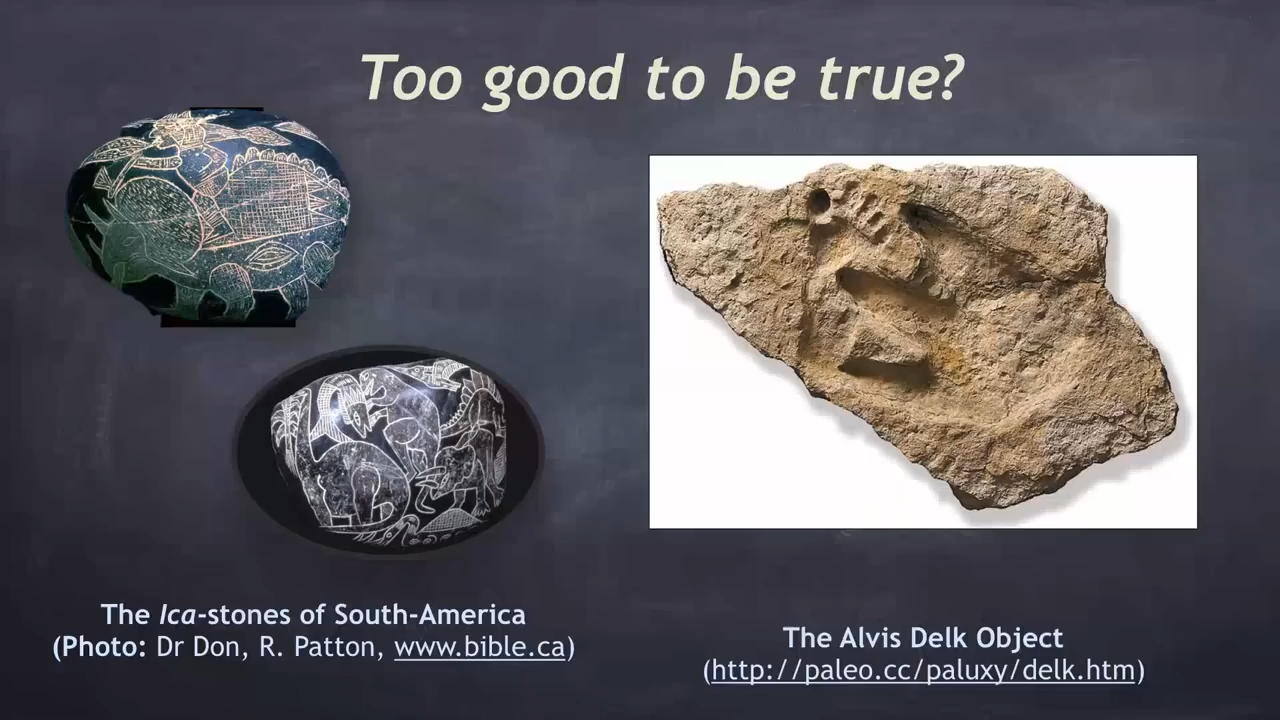 Too good to be true?
The Ica-stones of South-America
(Photo: Dr Don, R. Patton, www.bible.ca)
The Alvis Delk Object
(http://paleo.cc/paluxy/delk.htm)